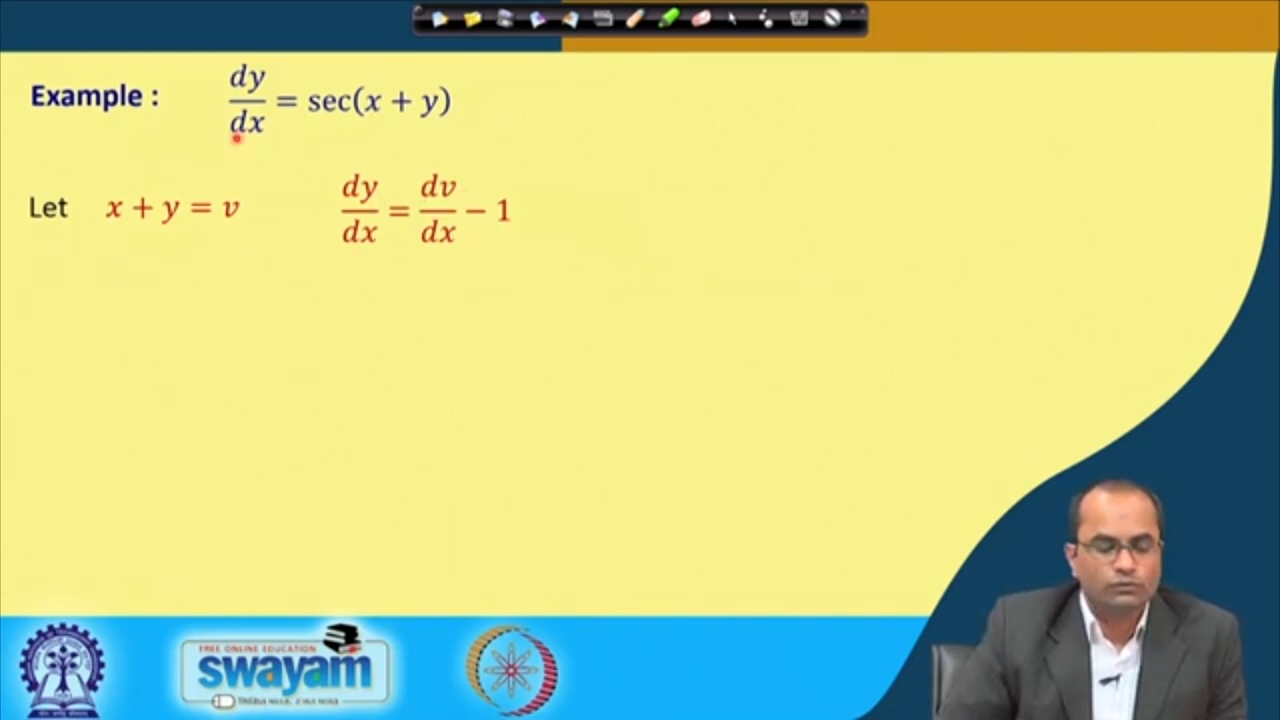 Example : dy/dx = sec(x + y)
Let x + y = v dy/dx = dv/dx − 1
FREE ONLINE EDUCATION
swayam